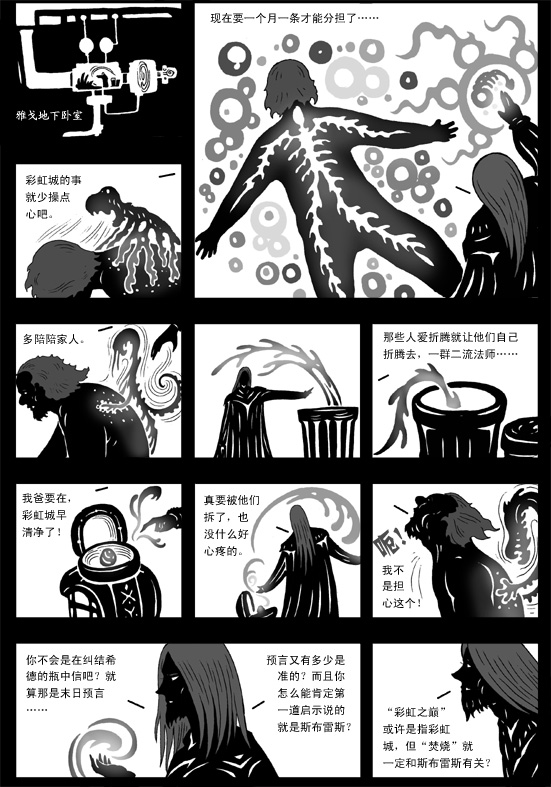 雅戈地下卧室
现在要一个月一条才能分担了……
彩虹城的事
就少操点
心吧。
多陪陪家人。
那些人爱折腾就让他们自己
折腾去，一群二流法师……
我爸要在，
彩虹城早
清净了！
真要被他们
拆了，也
没什么好
心疼的。
呃！
我不
是担
心这个！
你不会是在纠结希
德的瓶中信吧？就
算那是末日预言
……
预言又有多少是
准的？而且你
怎么能肯定第
一道启示说的
就是斯布雷斯？
“彩虹之巅”
或许是指彩虹
城，但“焚烧”就
一定和斯布雷斯有关？